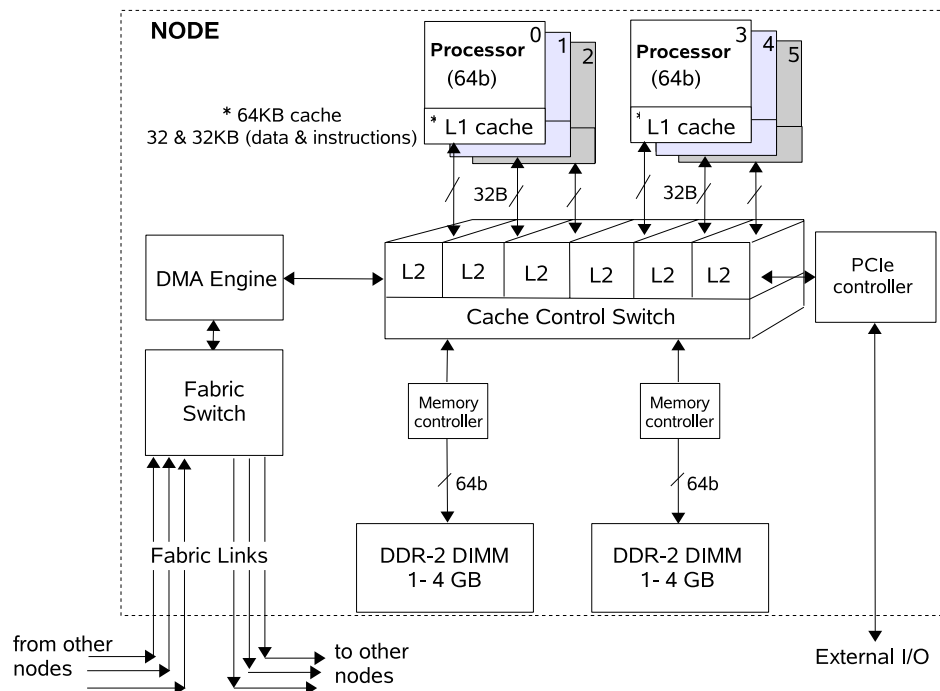 NODE
0
1
2
Processor
(64b)
* L1 cache
3
4
5
Processor
(64b)
* L1 cache
* 64KB cache
32 & 32KB (data & instructions)
32B
32B
DMA Engine
L2 L2 L2 L2 L2 L2
Cache Control Switch
PCIe
controller
Fabric
Switch
Memory
controller
Memory
controller
64b
64b
Fabric Links
DDR-2 DIMM
1- 4 GB
DDR-2 DIMM
1- 4 GB
from other
nodes
to other
nodes
External I/O